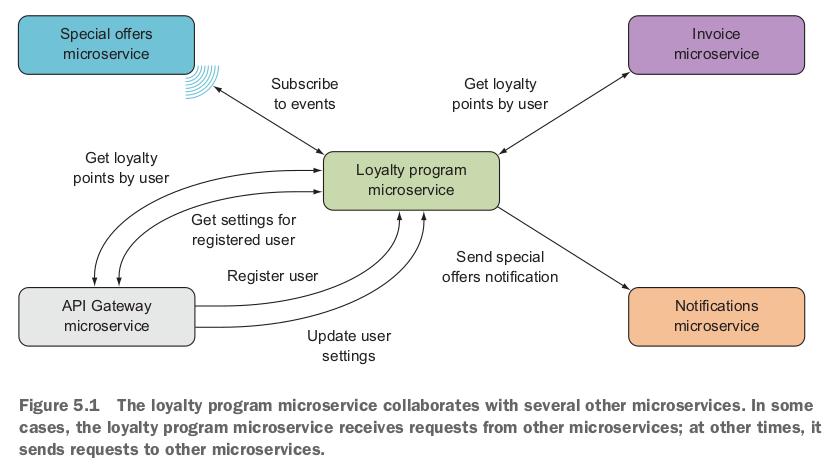 Special offers
microservice
Invoice
microservice
Subscribe
to events
Get loyalty
points by user
Get loyalty
points by user
Loyalty program
microservice
Get settings for
registered user
Register user
Send special
offers notification
API Gateway
microservice
Notifications
microservice
Update user
settings
Figure 5.1 The loyalty program microservice collaborates with several other microservices. In some
cases, the loyalty program microservice receives requests from other microservices; at other times, it
sends requests to other microservices.